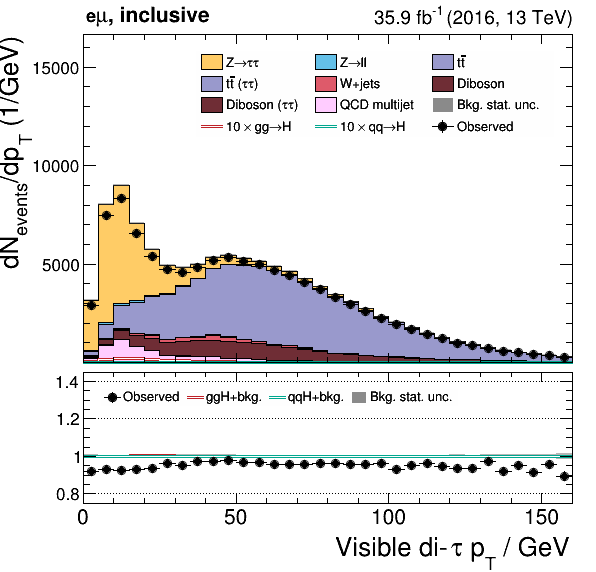 eμ, inclusive 35.9 fb⁻¹ (2016, 13 TeV)
dN_events/dp_T (1/GeV)
15000
10000
5000
Z→ττ Z→ll tt̄
tt̄ (ττ) W+jets Diboson
Diboson (ττ) QCD multijet Bkg. stat. unc.
10 × gg→H 10 × qq→H Observed
1.4
1.2
1
0.8
Observed ggH+bkg. qqH+bkg. Bkg. stat. unc.
0 50 100 150
Visible di-τ p_T / GeV